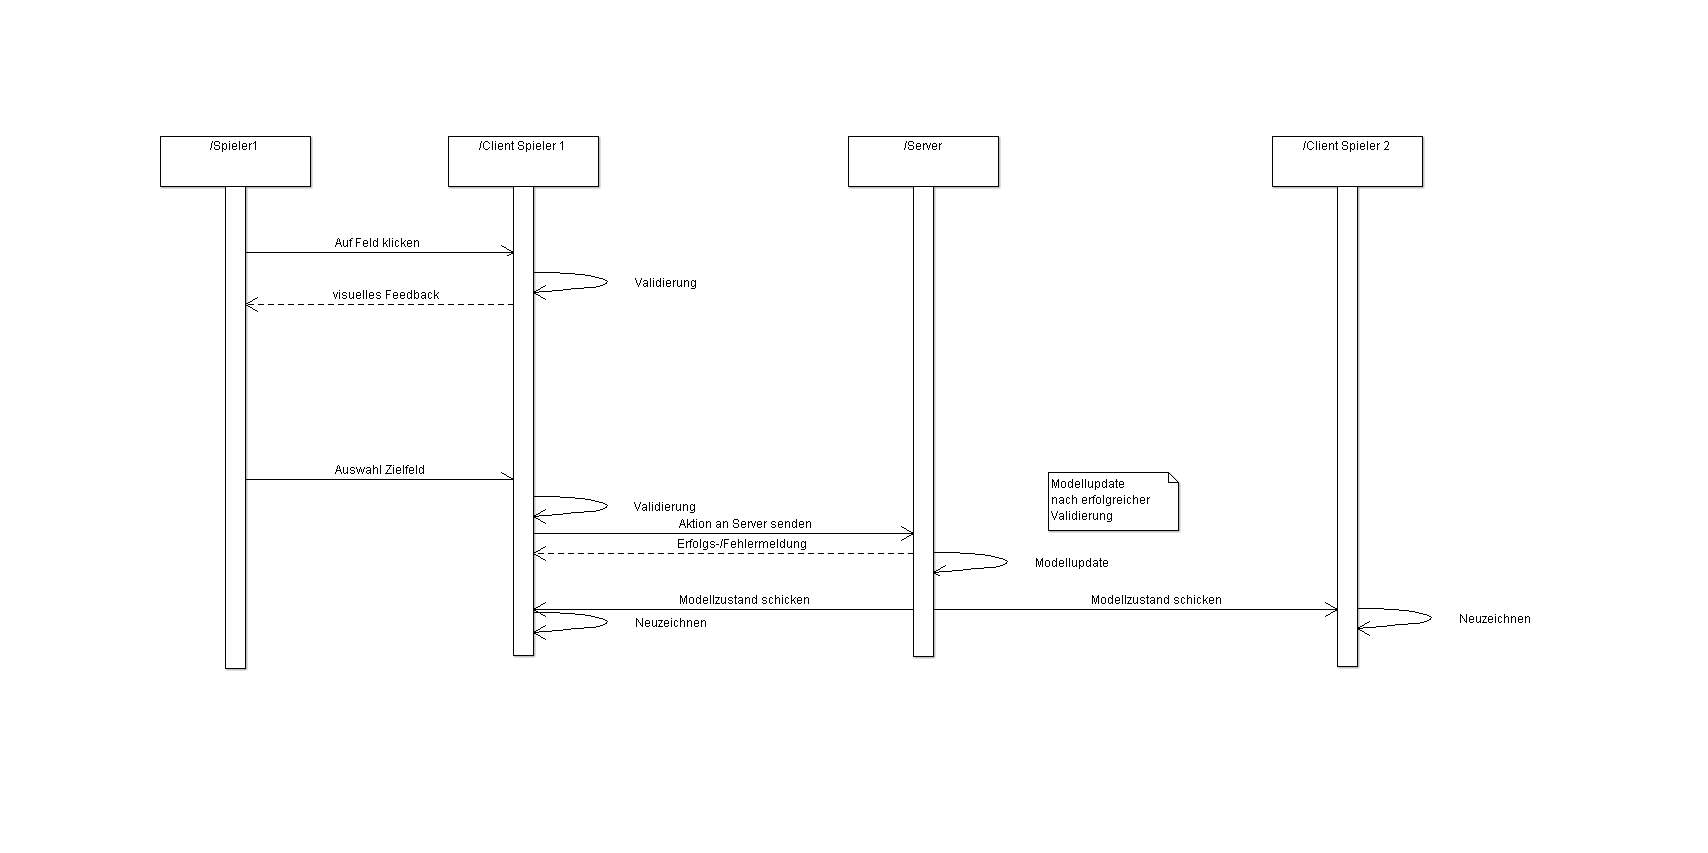 /Spieler1
/Client Spieler 1
/Server
/Client Spieler 2
Auf Feld klicken
Validierung
visuelles Feedback
Auswahl Zielfeld
Modellupdate
nach erfolgreicher
Validierung
Validierung
Aktion an Server senden
Erfolgs-/Fehlermeldung
Modellupdate
Modellzustand schicken
Modellzustand schicken
Neuzeichnen
Neuzeichnen